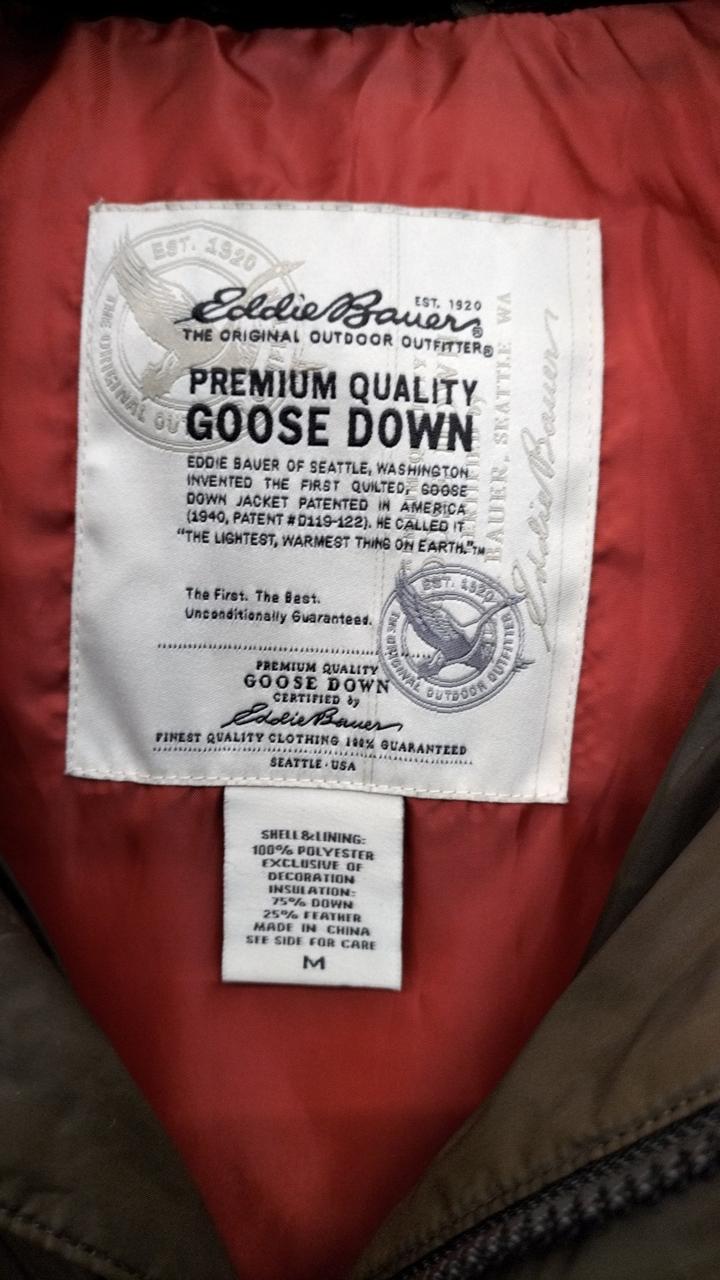 EST. 1920
THE ORIGINAL OU
Eddie Bauer® EST. 1920
THE ORIGINAL OUTDOOR OUTFITTER®
PREMIUM QUALITY
GOOSE DOWN
EDDIE BAUER OF SEATTLE, WASHINGTON
INVENTED THE FIRST QUILTED, GOOSE
DOWN JACKET PATENTED IN AMERICA
(1940, PATENT #D119-122). HE CALLED IT
"THE LIGHTEST, WARMEST THING ON EARTH."™
BAUER, SEATTLE WA
Eddie Bauer
The First. The Best.
Unconditionally Guaranteed.
EST. 1920
THE ORIGINAL OUTDOOR OUTFITTER
PREMIUM QUALITY
GOOSE DOWN
CERTIFIED by
Eddie Bauer
FINEST QUALITY CLOTHING 100% GUARANTEED
SEATTLE · USA
SHELL & LINING:
100% POLYESTER
EXCLUSIVE OF
DECORATION
INSULATION:
75% DOWN
25% FEATHER
MADE IN CHINA
SEE SIDE FOR CARE
M